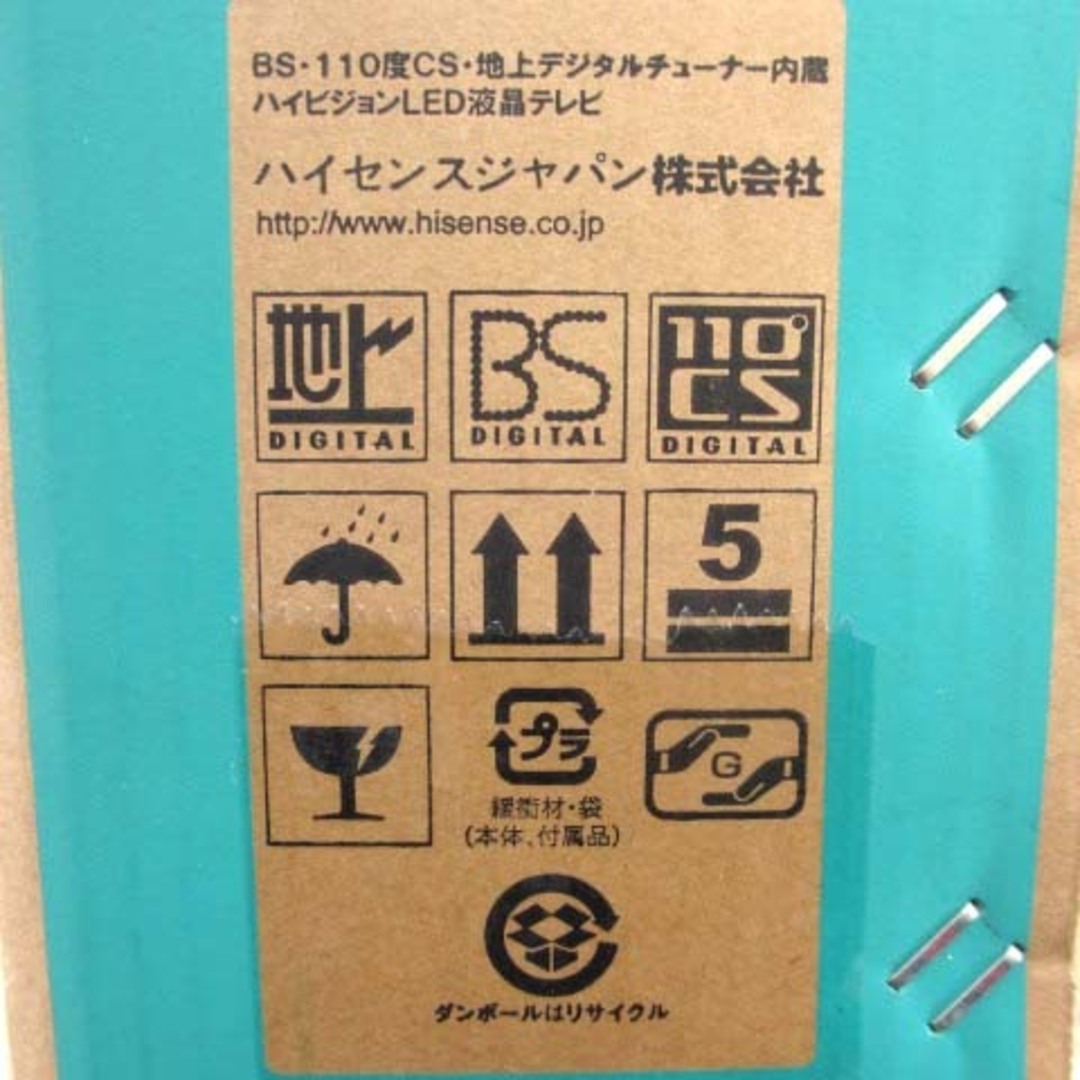 BS・110度CS・地上デジタルチューナー内蔵
ハイビジョンLED液晶テレビ
ハイセンスジャパン株式会社
http://www.hisense.co.jp
地上 BS 110°
CS
DIGITAL DIGITAL DIGITAL
5
プラ G
緩衝材・袋
(本体、付属品)
ダンボールはリサイクル